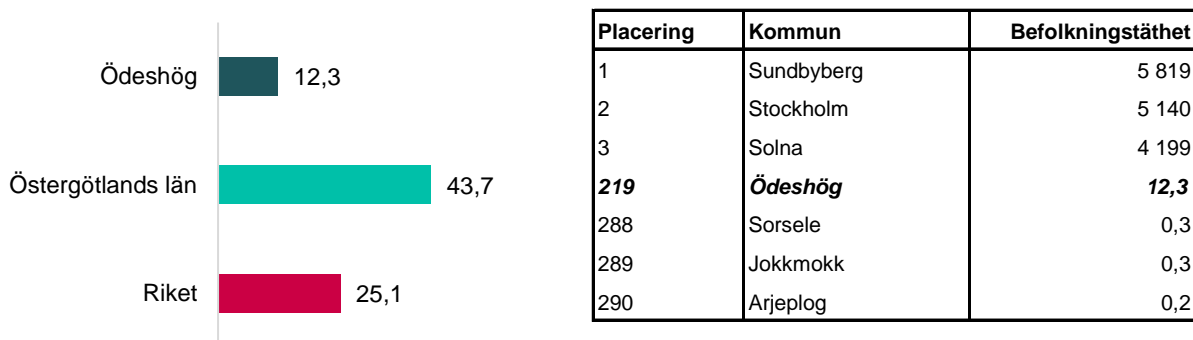 Ödeshög 12,3
Östergötlands län 43,7
Riket 25,1
Placering Kommun Befolkningstäthet
1 Sundbyberg 5 819
2 Stockholm 5 140
3 Solna 4 199
219 Ödeshög 12,3
288 Sorsele 0,3
289 Jokkmokk 0,3
290 Arjeplog 0,2